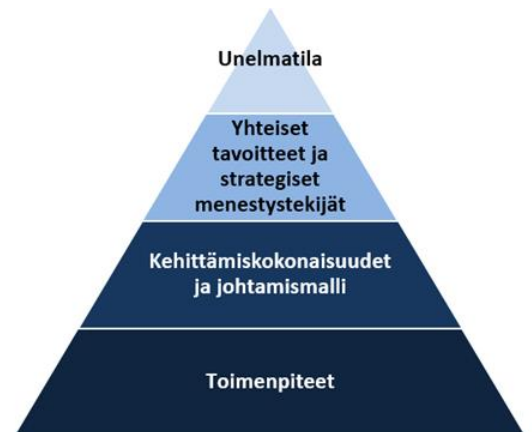 Unelmatila
Yhteiset
tavoitteet ja
strategiset
menestystekijät
Kehittämiskokonaisuudet
ja johtamismalli
Toimenpiteet